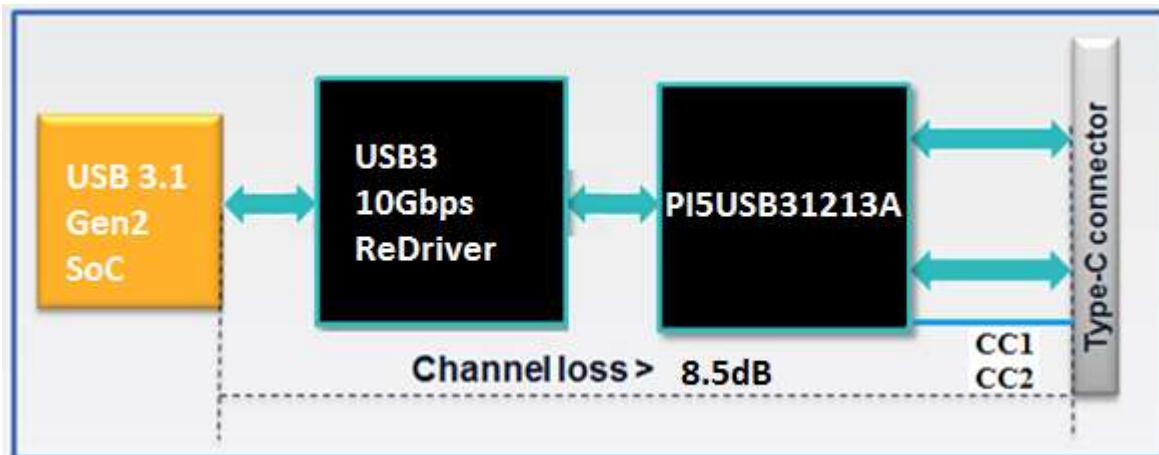 USB 3.1
Gen2
SoC
USB3
10Gbps
ReDriver
PI5USB31213A
Type-C connector
CC1
CC2
Channel loss > 8.5dB